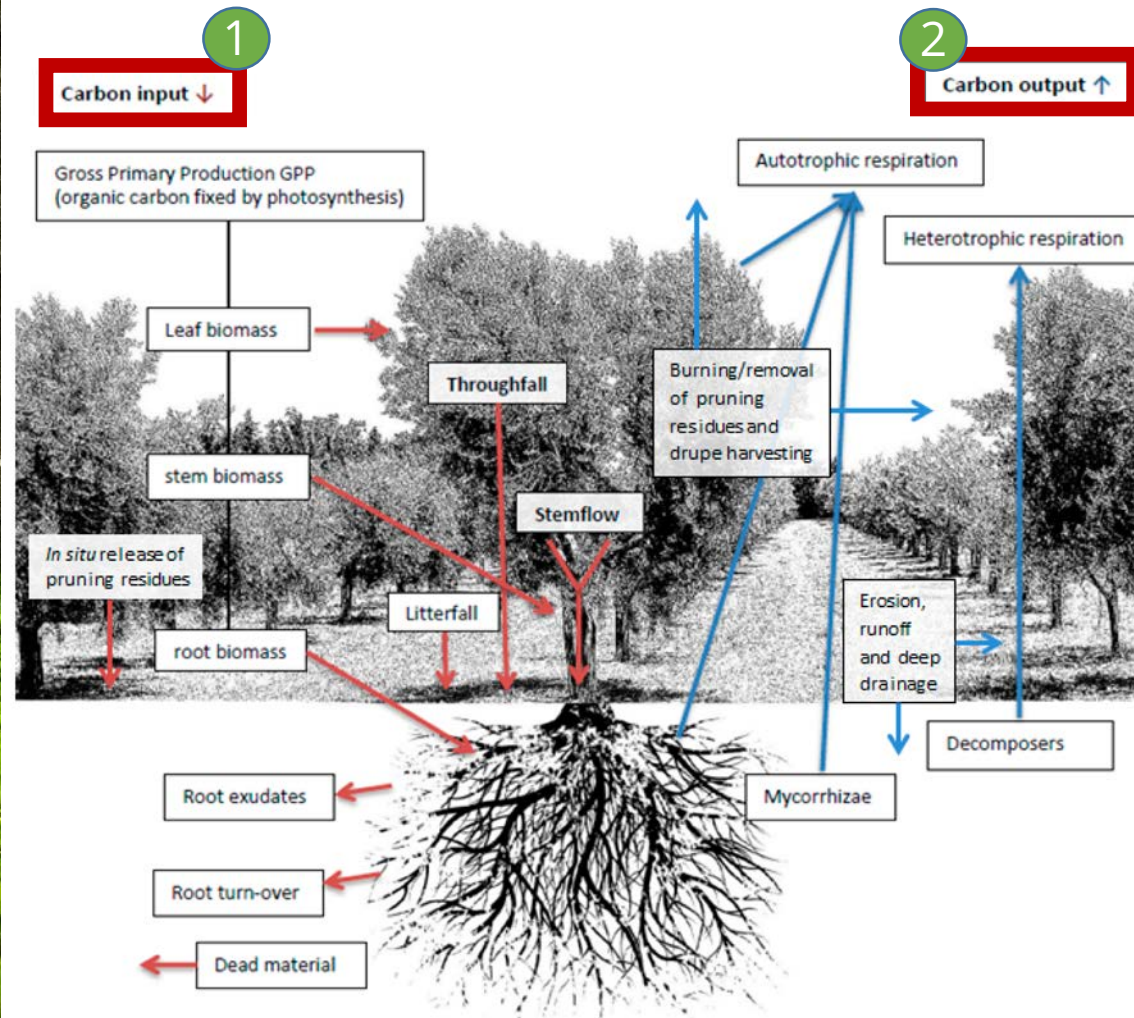 1
Carbon input ↓
2
Carbon output ↑
Gross Primary Production GPP
(organic carbon fixed by photosynthesis)
Autotrophic respiration
Heterotrophic respiration
Leaf biomass
Throughfall
Burning/removal
of pruning
residues and
drupe harvesting
stem biomass
Stemflow
In situ release of
pruning residues
Litterfall
Erosion,
runoff
and deep
drainage
root biomass
Decomposers
Root exudates
Mycorrhizae
Root turn-over
Dead material